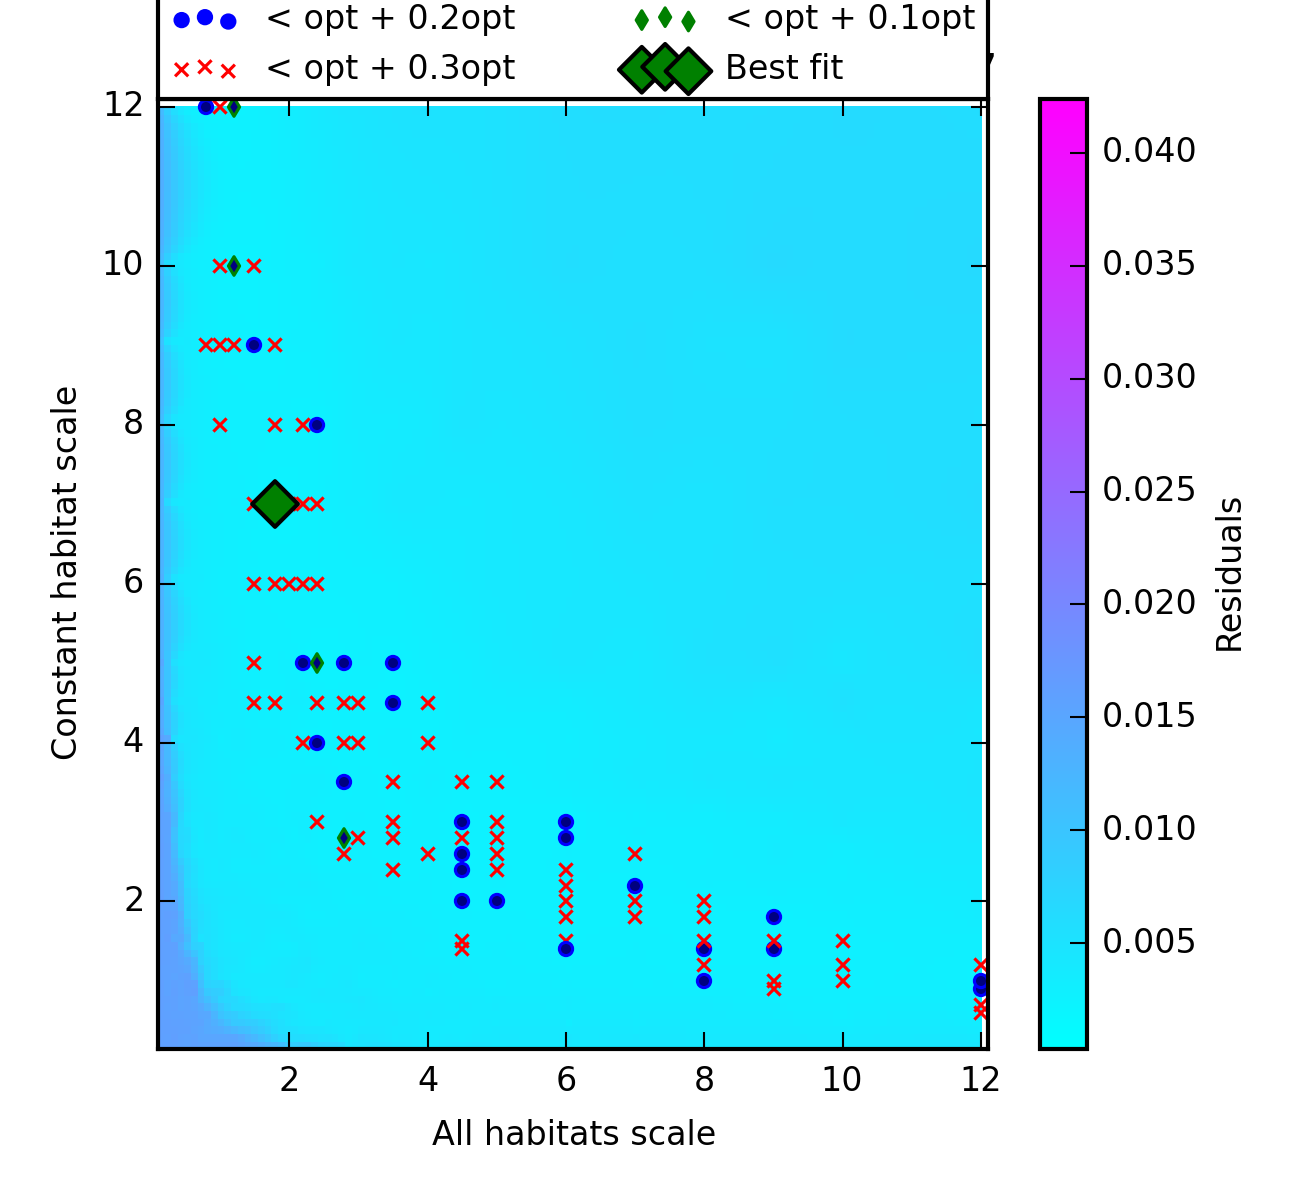 < opt + 0.2opt < opt + 0.1opt
< opt + 0.3opt Best fit
12
10
8
6
4
2
Constant habitat scale
2 4 6 8 10 12
All habitats scale
0.040
0.035
0.030
0.025
0.020
0.015
0.010
0.005
Residuals